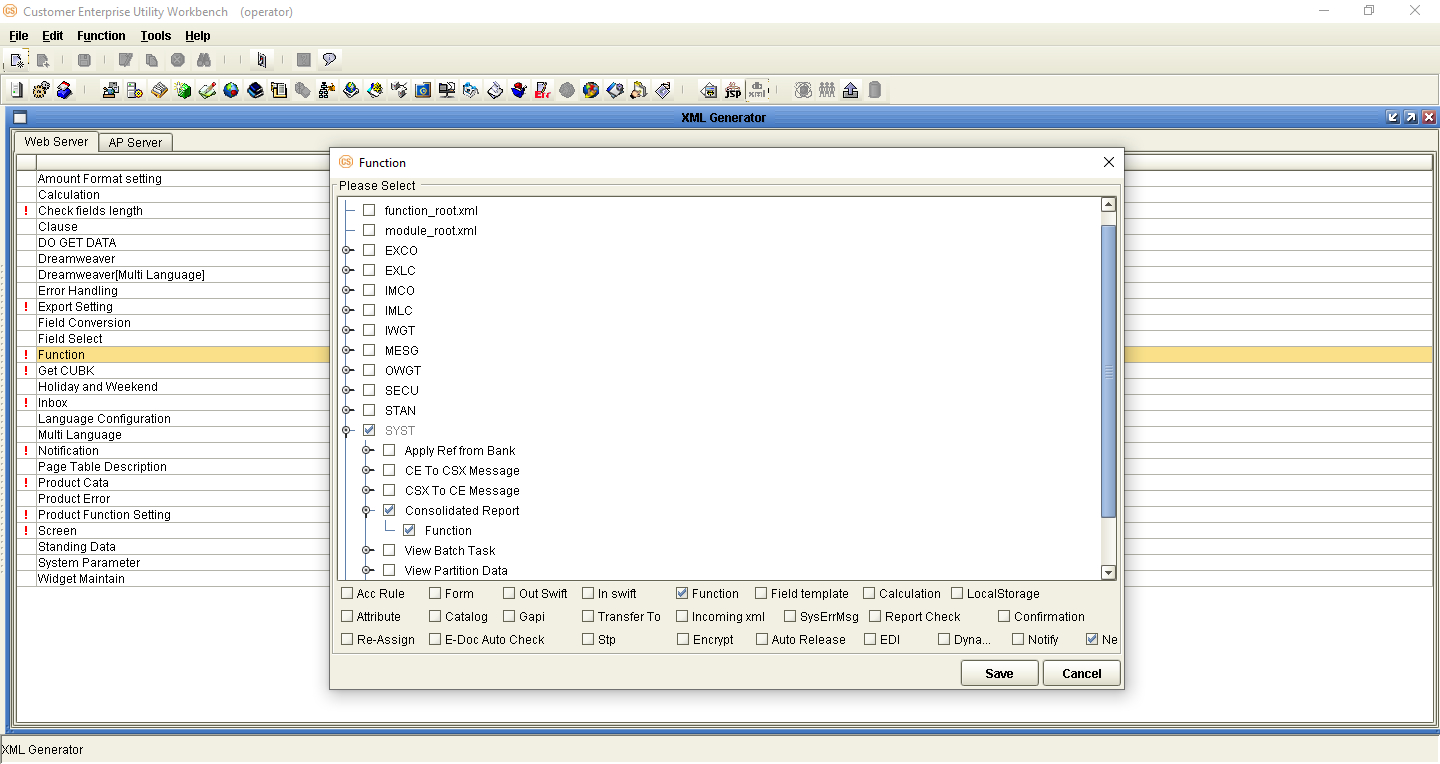 CS Customer Enterprise Utility Workbench (operator)
File Edit Function Tools Help
JSP
xml
XML Generator
Web Server AP Server
Amount Format setting
Calculation
! Check fields length
Clause
DO GET DATA
Dreamweaver
Dreamweaver[Multi Language]
Error Handling
! Export Setting
Field Conversion
Field Select
! Function
! Get CUBK
Holiday and Weekend
! Inbox
Language Configuration
Multi Language
! Notification
Page Table Description
! Product Cata
Product Error
! Product Function Setting
! Screen
Standing Data
System Parameter
Widget Maintain
CS Function
Please Select
function_root.xml
module_root.xml
EXCO
EXLC
IMCO
IMLC
IWGT
MESG
OWGT
SECU
STAN
SYST
Apply Ref from Bank
CE To CSX Message
CSX To CE Message
Consolidated Report
Function
View Batch Task
View Partition Data
Acc Rule Form Out Swift In swift Function Field template Calculation LocalStorage
Attribute Catalog Gapi Transfer To Incoming xml SysErrMsg Report Check Confirmation
Re-Assign E-Doc Auto Check Stp Encrypt Auto Release EDI Dyna... Notify Ne
Save Cancel
XML Generator